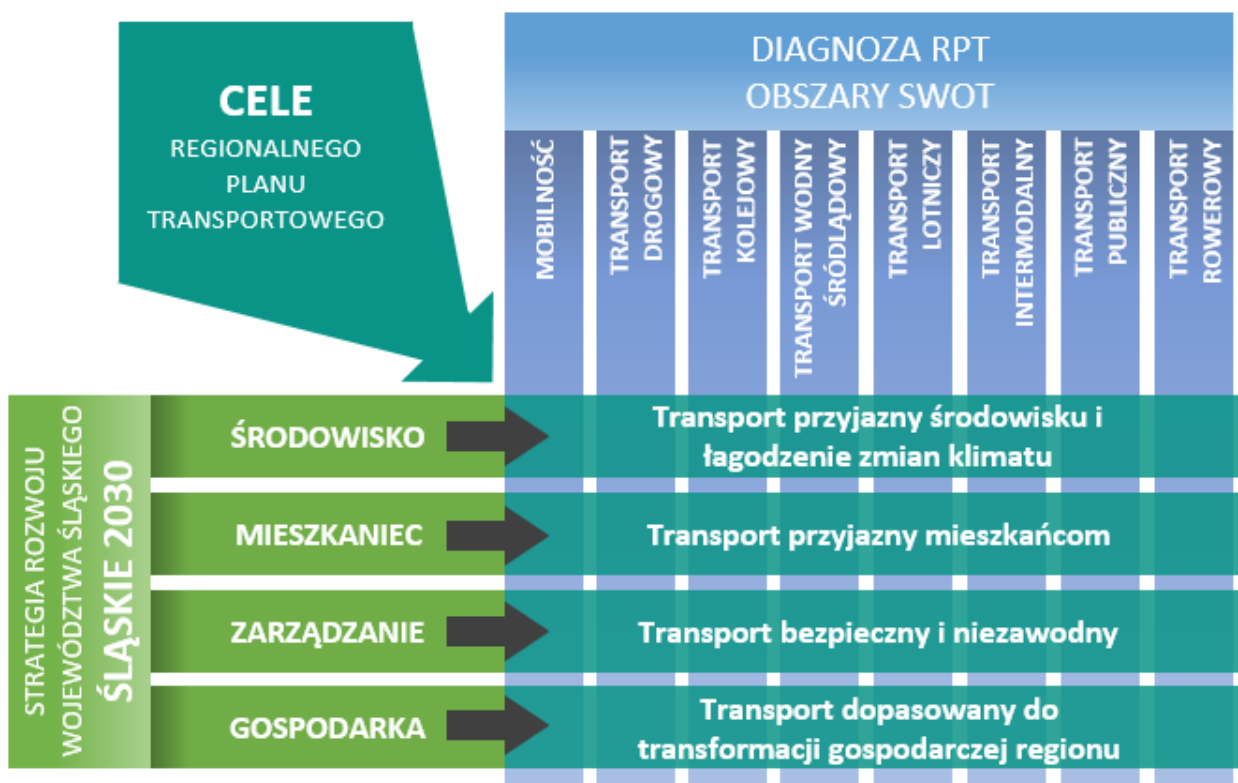 CELE
REGIONALNEGO
PLANU
TRANSPORTOWEGO
DIAGNOZA RPT
OBSZARY SWOT
MOBILNOŚĆ
TRANSPORT
DROGOWY
TRANSPORT
KOLEJOWY
TRANSPORT WODNY
ŚRÓDLĄDOWY
TRANSPORT
LOTNICZY
TRANSPORT
INTERMODALNY
TRANSPORT
PUBLICZNY
TRANSPORT
ROWEROWY
STRATEGIA ROZWOJU
WOJEWÓDZTWA ŚLĄSKIEGO
ŚLĄSKIE 2030
ŚRODOWISKO
Transport przyjazny środowisku i
łagodzenie zmian klimatu
MIESZKANIEC
Transport przyjazny mieszkańcom
ZARZĄDZANIE
Transport bezpieczny i niezawodny
GOSPODARKA
Transport dopasowany do
transformacji gospodarczej regionu